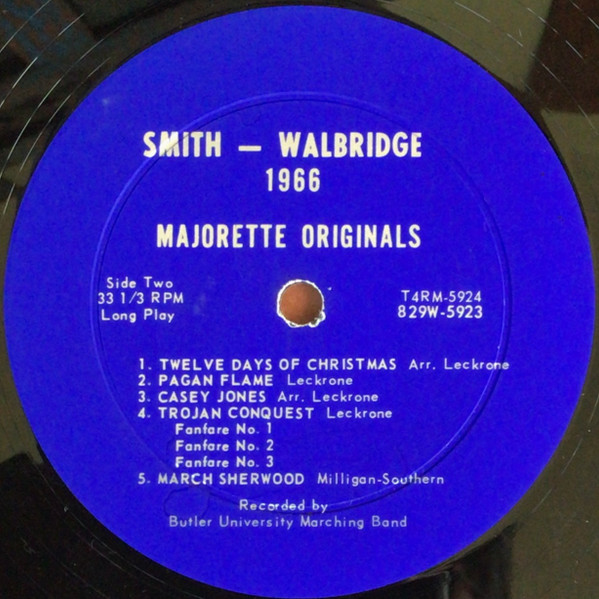 SMITH — WALBRIDGE
1966
MAJORETTE ORIGINALS
Side Two
33 1/3 RPM
Long Play
T4RM-5924
829W-5923
1. TWELVE DAYS OF CHRISTMAS Arr. Leckrone
2. PAGAN FLAME Leckrone
3. CASEY JONES Arr. Leckrone
4. TROJAN CONQUEST Leckrone
Fanfare No. 1
Fanfare No. 2
Fanfare No. 3
5. MARCH SHERWOOD Milligan-Southern
Recorded by
Butler University Marching Band